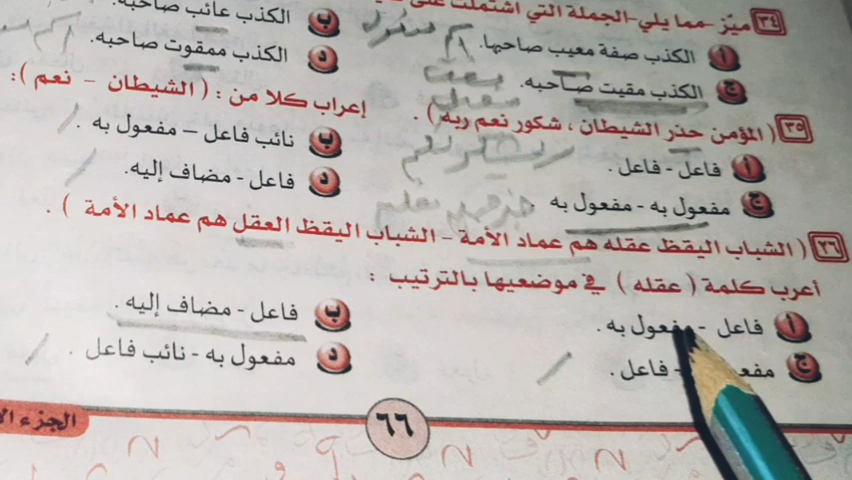 ٣٤ ميّز -مما يلي-الجملة التي اشتملت على
أ الكذب صفة معيب صاحبها.
ب الكذب عائب صاحبه.
ج الكذب مقيت صاحبه.
د الكذب ممقوت صاحبه.
٣٥ ( المؤمن حذر الشيطان ، شكور نعم ربه ) . إعراب كلا من : ( الشيطان - نعم ):
أ فاعل - فاعل .
ب نائب فاعل – مفعول به .
ج مفعول به - مفعول به .
د فاعل - مضاف إليه.
٣٦ ( الشباب اليقظ عقله هم عماد الأمة - الشباب اليقظ العقل هم عماد الأمة ) .
أعرب كلمة ( عقله ) في موضعيها بالترتيب :
أ فاعل - مفعول به .
ب فاعل - مضاف إليه .
ج - فاعل .
د مفعول به - نائب فاعل .
٦٦
الجزء